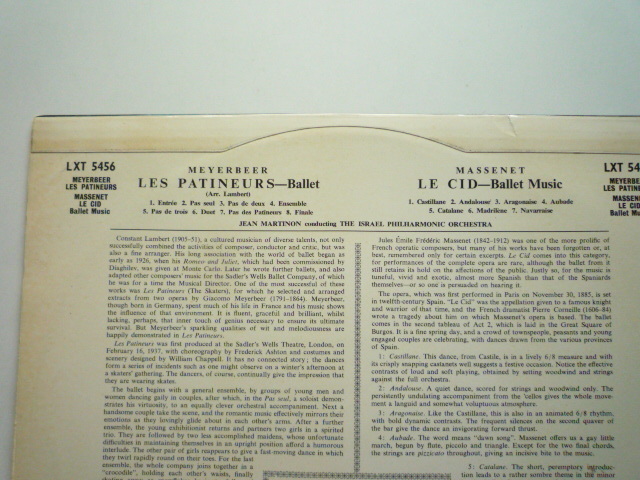 LXT 5456
MEYERBEER
LES PATINEURS
MASSENET
LE CID
Ballet Music
MEYERBEER
LES PATINEURS—Ballet
(Arr. Lambert)
1. Entrée 2. Pas seul 3. Pas de deux 4. Ensemble
5. Pas de trois 6. Duet 7. Pas des Patineurs 8. Finale
MASSENET
LE CID—Ballet Music
1. Castillane 2. Andalouse 3. Aragonaise 4. Aubade
5. Catalane 6. Madrilène 7. Navarraise
LXT 54
MEYERBE
LES PATIN
MASSEN
LE CID
Ballet Mu
JEAN MARTINON conducting THE ISRAEL PHILHARMONIC ORCHESTRA
Constant Lambert (1905-51), a cultured musician of diverse talents, not only
successfully combined the activities of composer, conductor and critic, but was
also a fine arranger. His long association with the world of ballet began as
early as 1926, when his Romeo and Juliet, which had been commissioned by
Diaghilev, was given at Monte Carlo. Later he wrote further ballets, and also
adapted other composers' music for the Sadler's Wells Ballet Company, of which
he was for a time the Musical Director. One of the most successful of these
works was Les Patineurs (The Skaters), for which he selected and arranged
extracts from two operas by Giacomo Meyerbeer (1791-1864). Meyerbeer,
though born in Germany, spent much of his life in France and his music shows
the influence of that environment. It is fluent, graceful and brilliant, whilst
lacking, perhaps, that inner touch of genius necessary to ensure its ultimate
survival. But Meyerbeer's sparkling qualities of wit and melodiousness are
happily demonstrated in Les Patineurs.
Les Patineurs was first produced at the Sadler's Wells Theatre, London, on
February 16, 1937, with choreography by Frederick Ashton and costumes and
scenery designed by William Chappell. It has no connected story; the dances
form a series of incidents such as one might observe on a winter's afternoon at
a skaters' gathering. The dancers, of course, continually give the impression that
they are wearing skates.
The ballet begins with a general ensemble, by groups of young men and
women dancing gaily in couples, after which, in the Pas seul, a soloist demon-
strates his virtuosity, to an equally clever orchestral accompaniment. Next a
handsome couple take the scene, and the romantic music effectively mirrors their
emotions as they lovingly glide about in each other's arms. After a further
ensemble, the young exhibitionist returns and partners two girls in a spirited
trio. They are followed by two less accomplished maidens, whose unfortunate
difficulties in maintaining themselves in an upright position afford a humorous
interlude. The other pair of girls reappears to give a fast-moving dance in which
they twirl rapidly round on their toes. For the last
ensemble, the whole company joins together in a
"crocodile", holding each other's waists, finally
Jules Émile Frédéric Massenet (1842-1912) was one of the more prolific of
French operatic composers, but many of his works have been forgotten or, at
best, remembered only for certain excerpts. Le Cid comes into this category,
for performances of the complete opera are rare, although the ballet from it
still retains its hold on the affections of the public. Justly so, for the music is
tuneful, vivid and exotic, almost more Spanish than that of the Spaniards
themselves—or so one is persuaded on hearing it.
The opera, which was first performed in Paris on November 30, 1885, is set
in twelfth-century Spain. "Le Cid" was the appellation given to a famous knight
and warrior of that time, and the French dramatist Pierre Corneille (1606-84)
wrote a tragedy about him on which Massenet's opera is based. The ballet
comes in the second tableau of Act 2, which is laid in the Great Square of
Burgos. It is a fine spring day, and a crowd of townspeople, peasants and young
engaged couples are celebrating, with dances drawn from the various provinces
of Spain.
1: Castillane. This dance, from Castile, is in a lively 6/8 measure and with
its crisply snapping castanets well suggests a festive occasion. Notice the effective
contrasts of loud and soft playing, obtained by setting woodwind and strings
against the full orchestra.
2: Andalouse. A quiet dance, scored for strings and woodwind only. The
persistently undulating accompaniment from the 'cellos gives the whole move-
ment a languid and somewhat voluptuous atmosphere.
3: Aragonaise. Like the Castillane, this is also in an animated 6/8 rhythm,
with bold dynamic contrasts. The frequent silences on the second quaver of
the bar give the dance an invigorating forward thrust.
4: Aubade. The word means "dawn song". Massenet offers us a gay little
march, begun by flute, piccolo and triangle. Except for the two final chords,
the strings are pizzicato throughout, giving an incisive bite to the music.
5: Catalane. The short, peremptory introduc-
tion leads to a rather sombre theme in the minor